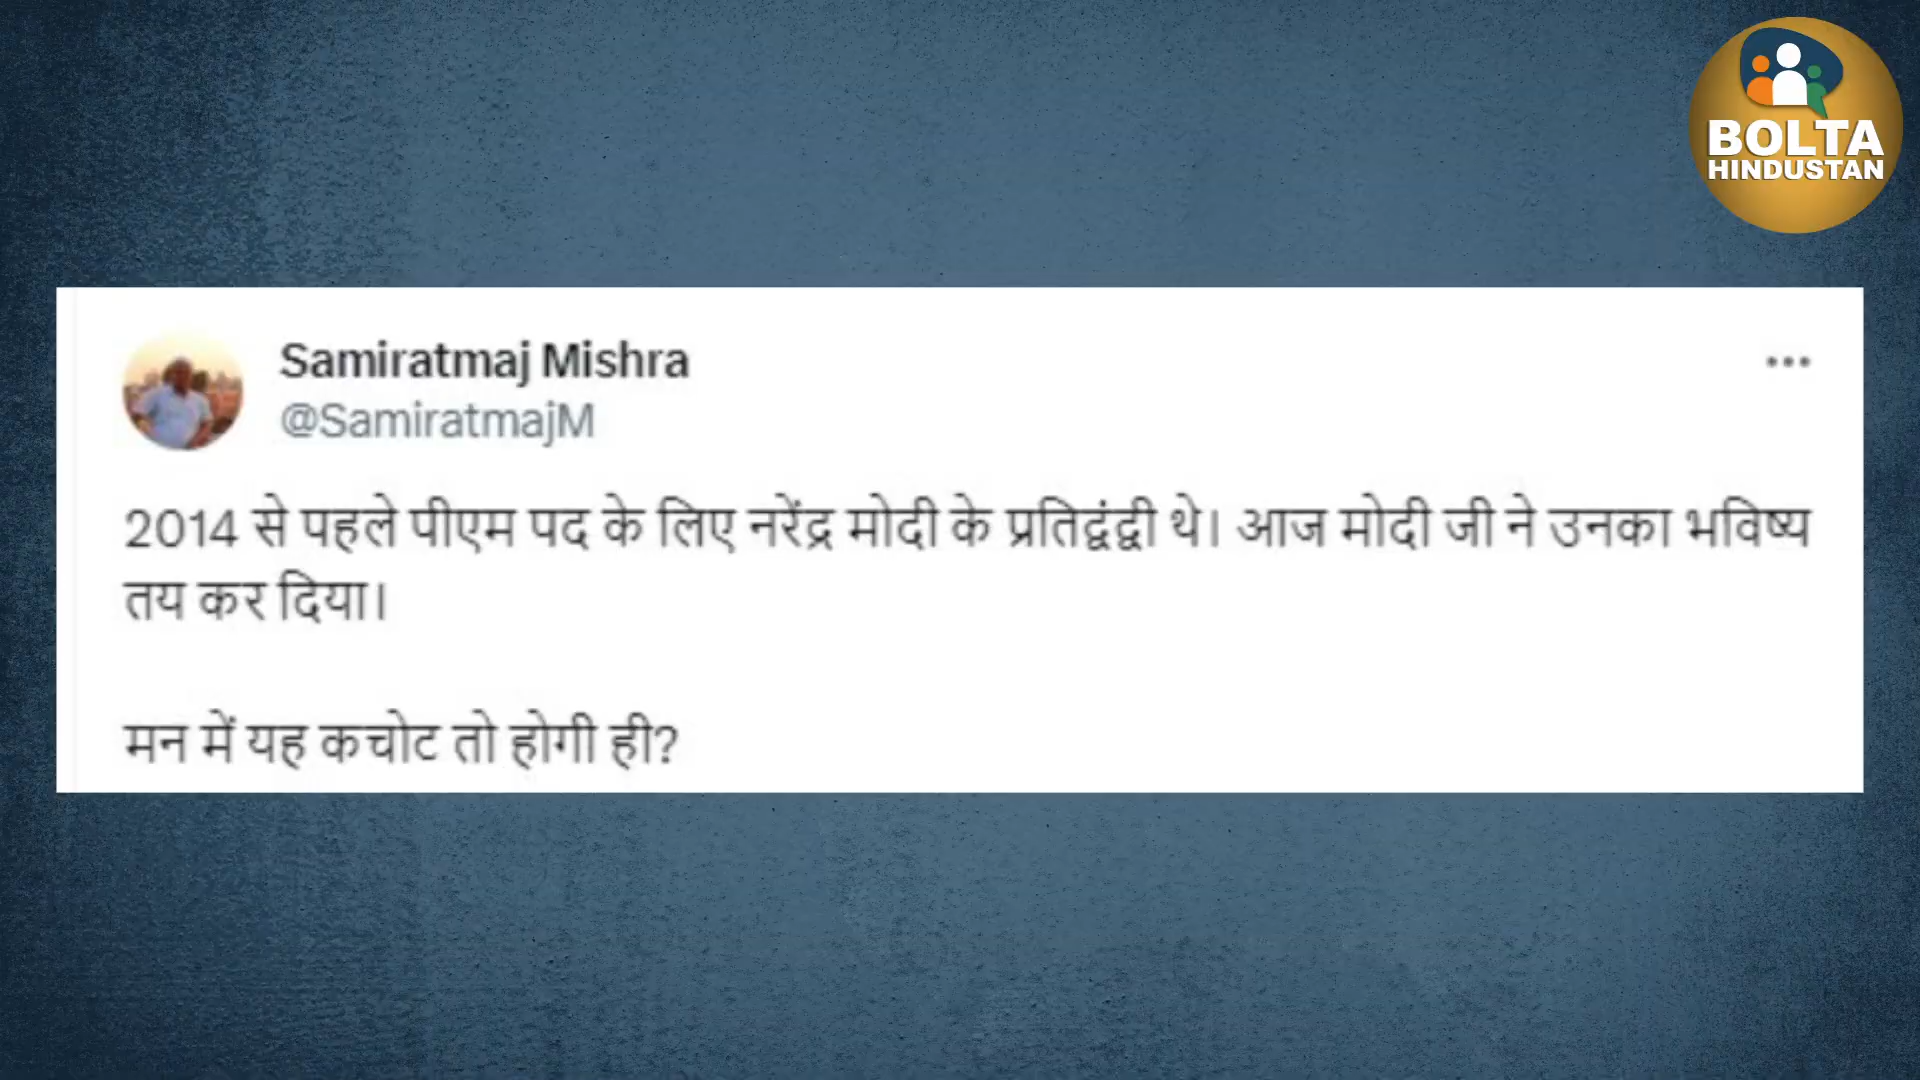 BOLTA
HINDUSTAN
Samiratmaj Mishra
@SamiratmajM
2014 से पहले पीएम पद के लिए नरेंद्र मोदी के प्रतिद्वंद्वी थे। आज मोदी जी ने उनका भविष्य
तय कर दिया।
मन में यह कचोट तो होगी ही?